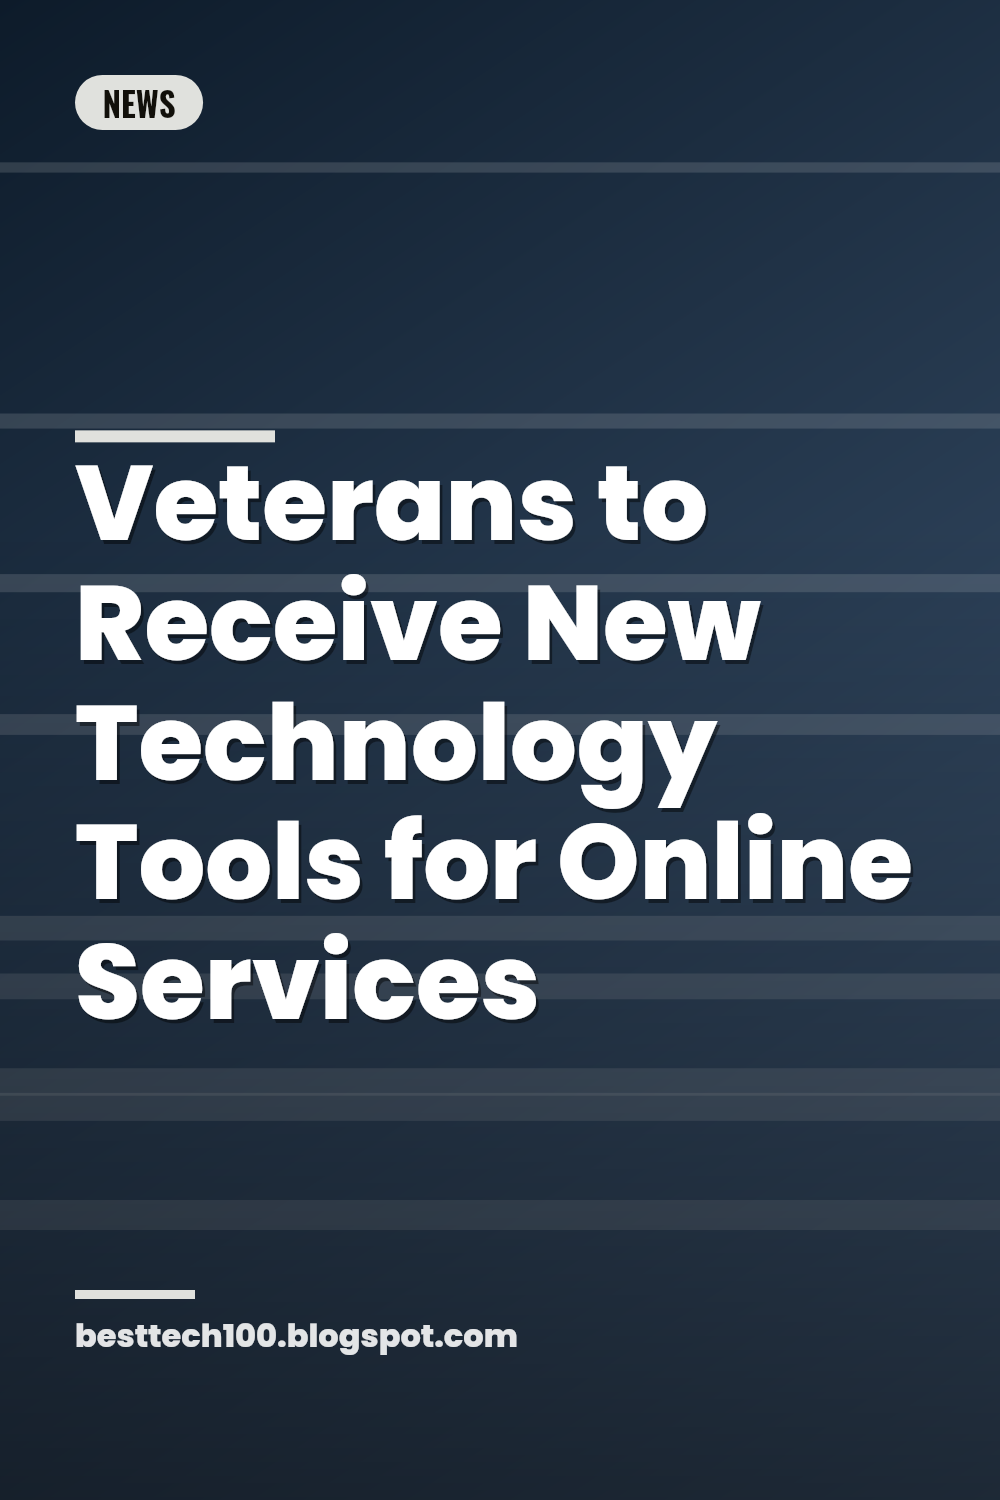 NEWS
Veterans to
Receive New
Technology
Tools for Online
Services
besttech100.blogspot.com